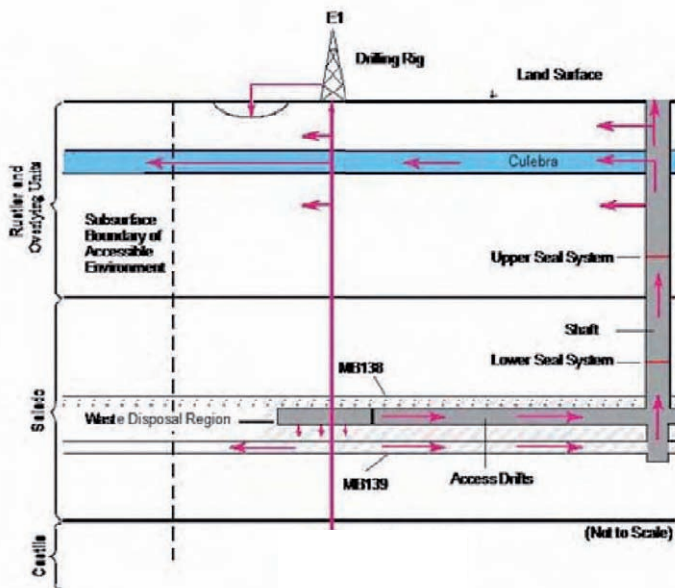 E1
Drilling Rig
Land Surface
Culebra
Rustler and
Overlying Units
Subsurface
Boundary of
Accessible
Environment
Upper Seal System
Shaft
Lower Seal System
MB138
Salado
Waste Disposal Region
Access Drifts
MB139
(Not to Scale)
Castile